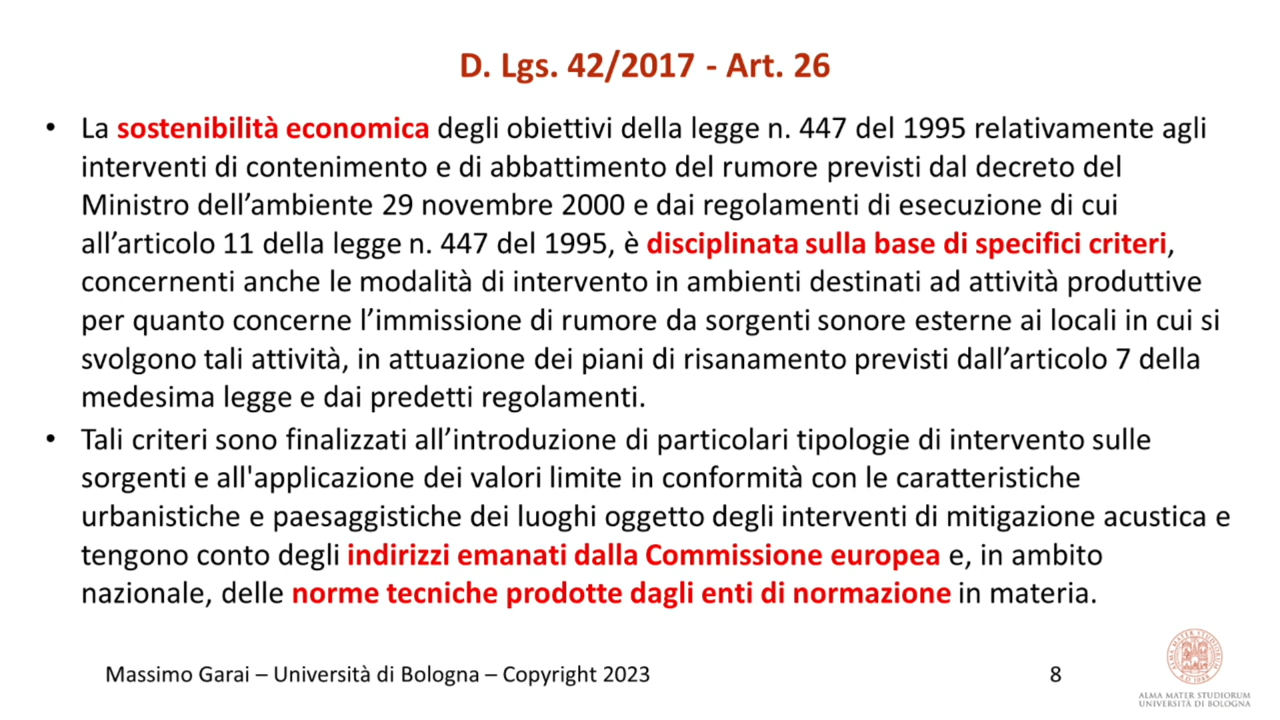 D. Lgs. 42/2017 - Art. 26
• La sostenibilità economica degli obiettivi della legge n. 447 del 1995 relativamente agli
interventi di contenimento e di abbattimento del rumore previsti dal decreto del
Ministro dell’ambiente 29 novembre 2000 e dai regolamenti di esecuzione di cui
all’articolo 11 della legge n. 447 del 1995, è disciplinata sulla base di specifici criteri,
concernenti anche le modalità di intervento in ambienti destinati ad attività produttive
per quanto concerne l’immissione di rumore da sorgenti sonore esterne ai locali in cui si
svolgono tali attività, in attuazione dei piani di risanamento previsti dall’articolo 7 della
medesima legge e dai predetti regolamenti.
• Tali criteri sono finalizzati all’introduzione di particolari tipologie di intervento sulle
sorgenti e all'applicazione dei valori limite in conformità con le caratteristiche
urbanistiche e paesaggistiche dei luoghi oggetto degli interventi di mitigazione acustica e
tengono conto degli indirizzi emanati dalla Commissione europea e, in ambito
nazionale, delle norme tecniche prodotte dagli enti di normazione in materia.
Massimo Garai – Università di Bologna – Copyright 2023
8
ALMA MATER STUDIORUM
UNIVERSITÀ DI BOLOGNA